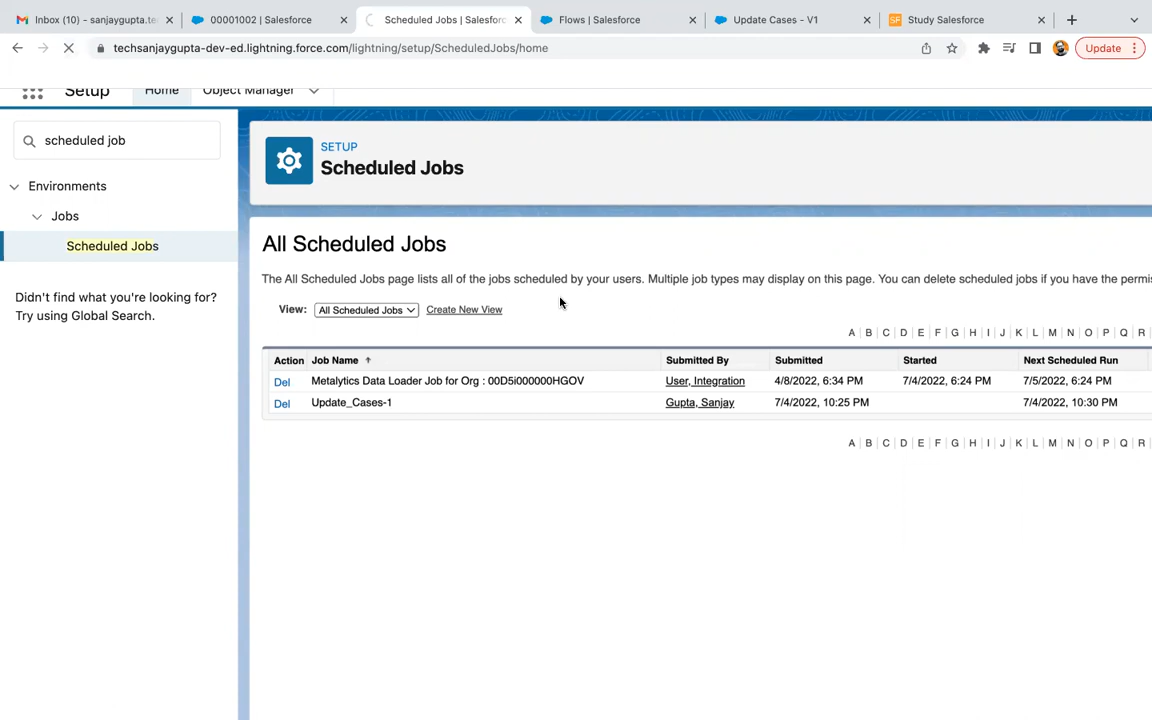 Inbox (10) - sanjaygupta.te
00001002 | Salesforce
Scheduled Jobs | Salesforc
Flows | Salesforce
Update Cases - V1
SF Study Salesforce
techsanjaygupta-dev-ed.lightning.force.com/lightning/setup/ScheduledJobs/home
Update
Setup Home Object Manager
scheduled job
Environments
Jobs
Scheduled Jobs
Didn't find what you're looking for?
Try using Global Search.
SETUP
Scheduled Jobs
All Scheduled Jobs
The All Scheduled Jobs page lists all of the jobs scheduled by your users. Multiple job types may display on this page. You can delete scheduled jobs if you have the permi
View: All Scheduled Jobs Create New View
A B C D E F G H I J K L M N O P Q R
Action Job Name Submitted By Submitted Started Next Scheduled Run
Del Metalytics Data Loader Job for Org : 00D5i000000HGOV User, Integration 4/8/2022, 6:34 PM 7/4/2022, 6:24 PM 7/5/2022, 6:24 PM
Del Update_Cases-1 Gupta, Sanjay 7/4/2022, 10:25 PM 7/4/2022, 10:30 PM
A B C D E F G H I J K L M N O P Q R